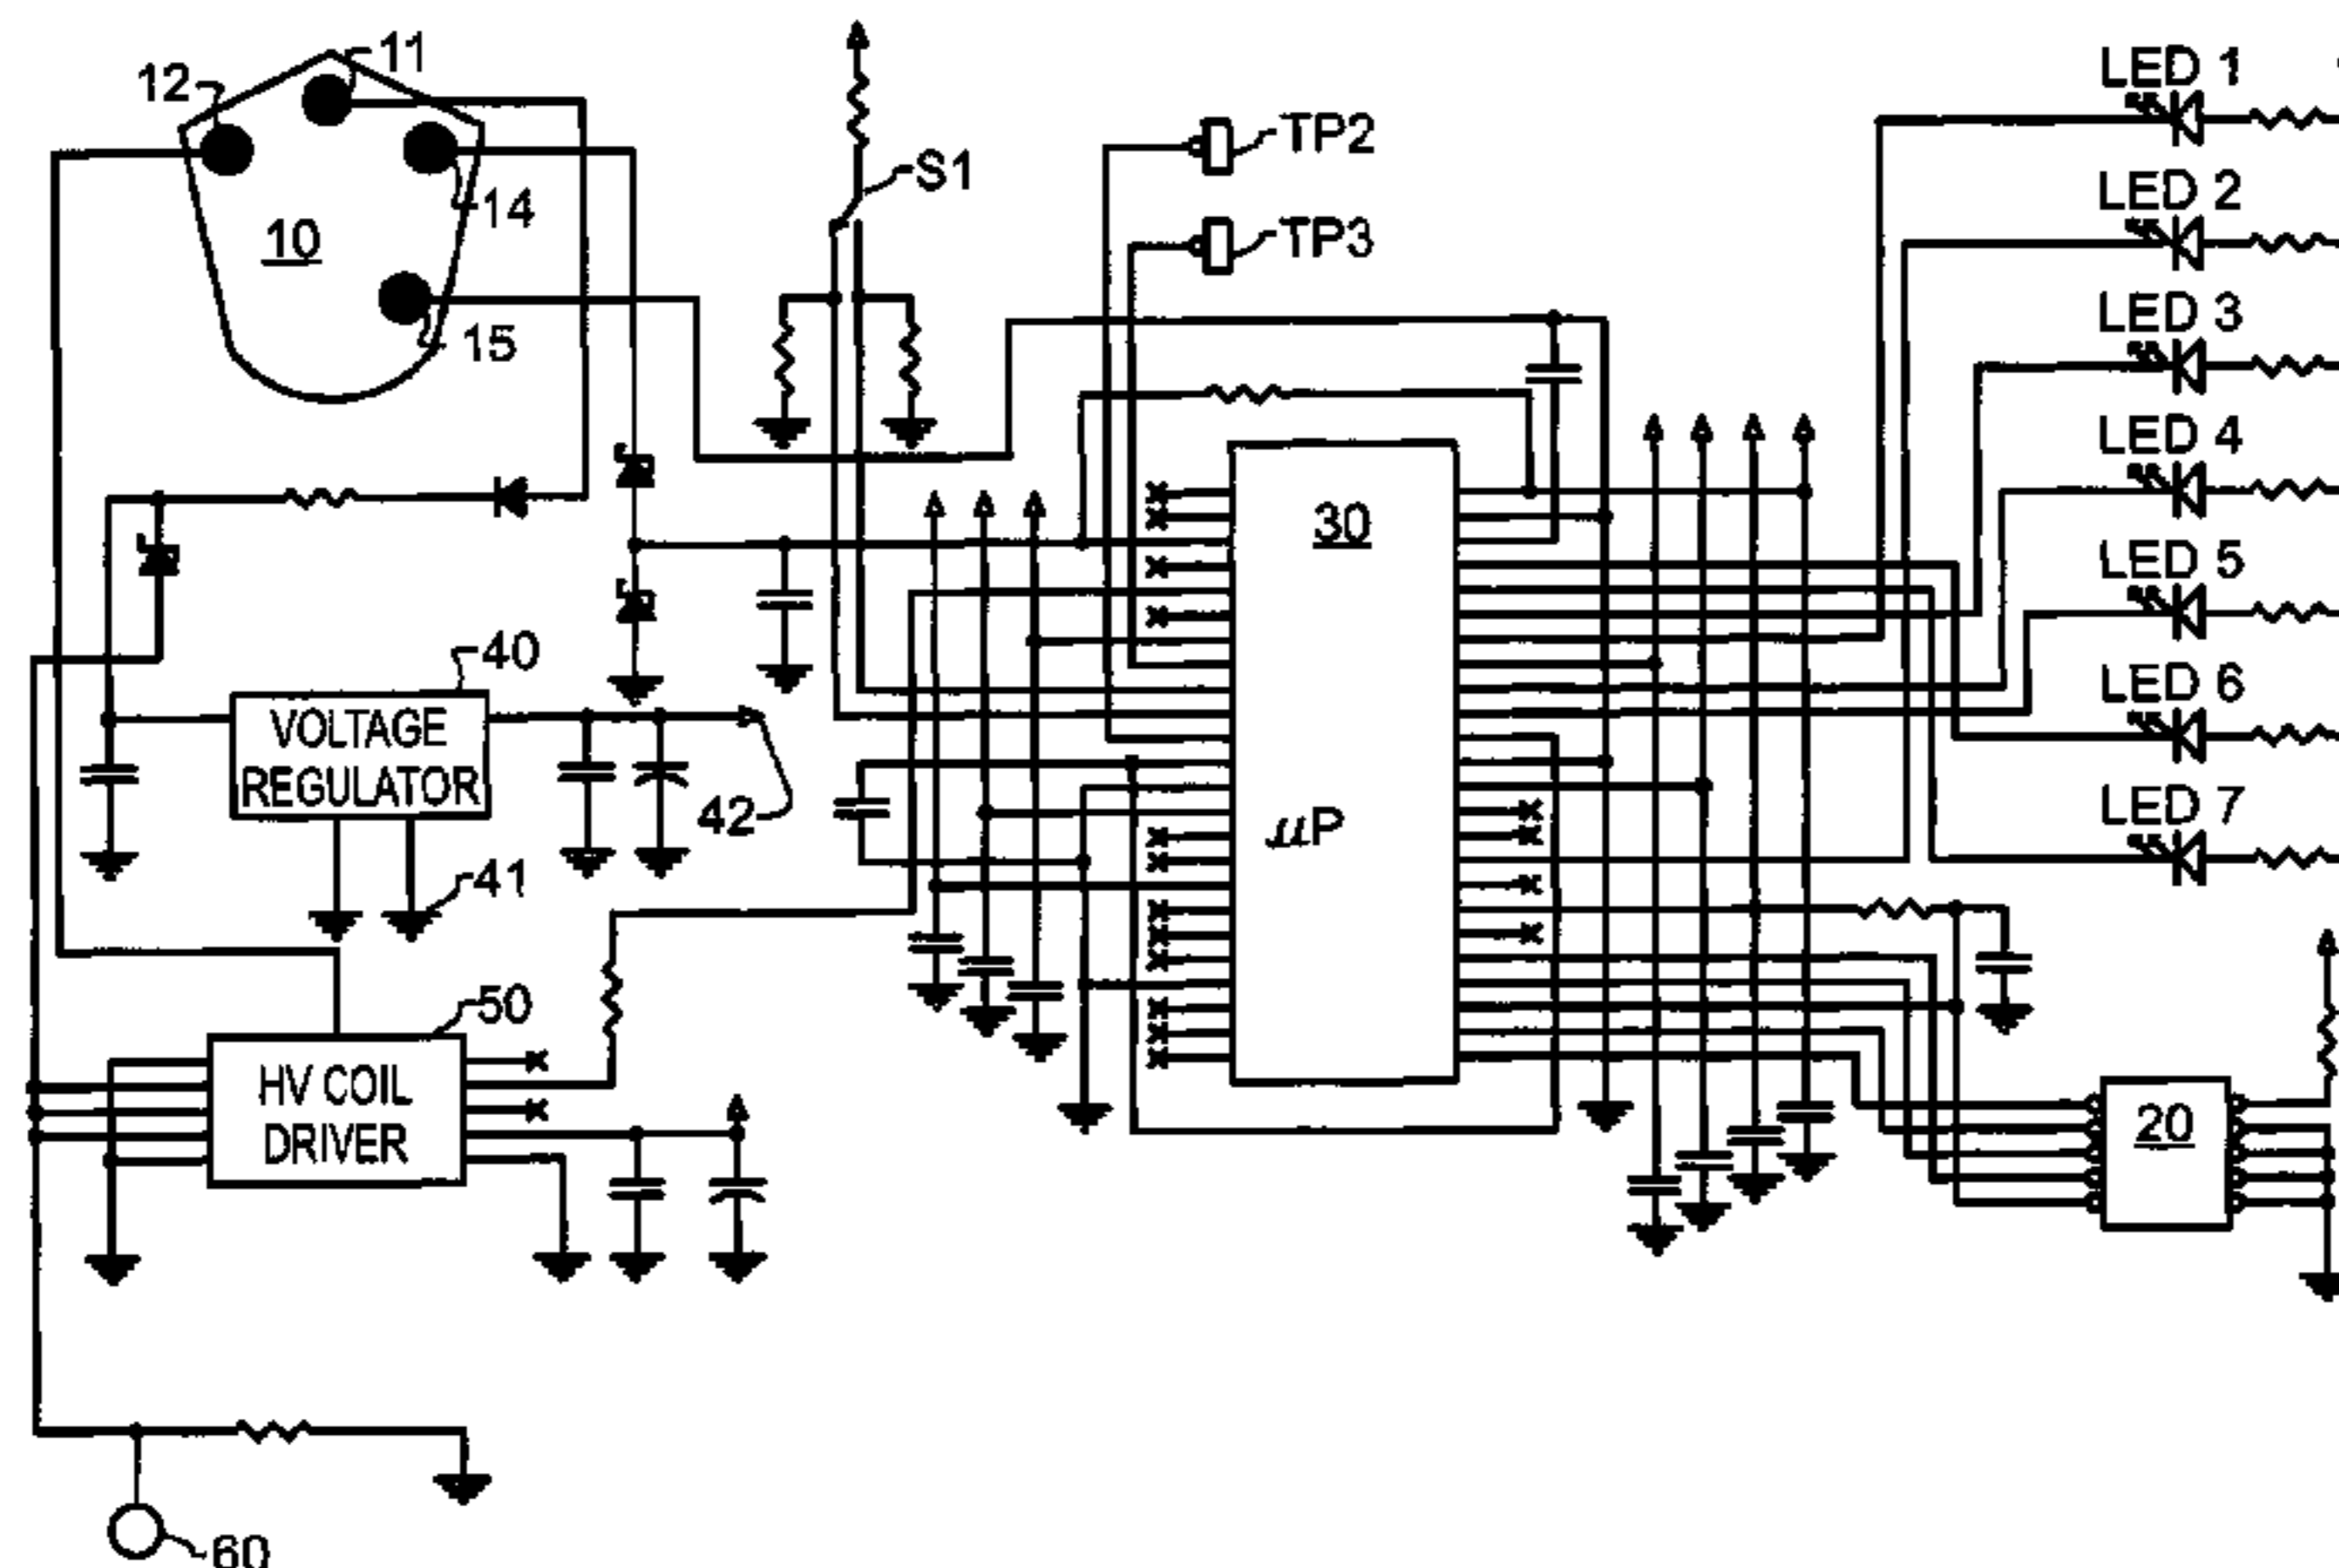 11
12
14
10
15
S1
TP2
TP3
LED 1
LED 2
LED 3
LED 4
LED 5
LED 6
LED 7
30
μP
40
VOLTAGE
REGULATOR
42
41
50
HV COIL
DRIVER
20
60